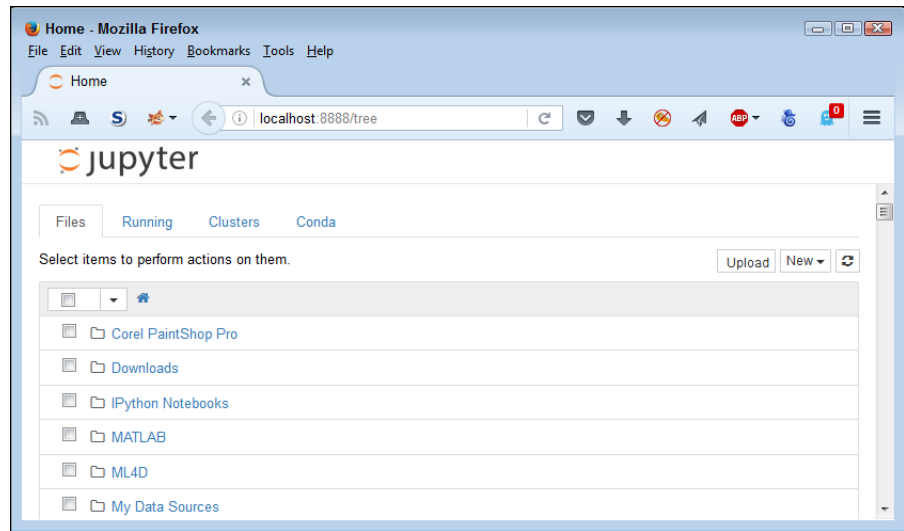 Home - Mozilla Firefox
File Edit View History Bookmarks Tools Help
Home
S localhost:8888/tree ABP 0
jupyter
Files Running Clusters Conda
Select items to perform actions on them. Upload New
Corel PaintShop Pro
Downloads
IPython Notebooks
MATLAB
ML4D
My Data Sources